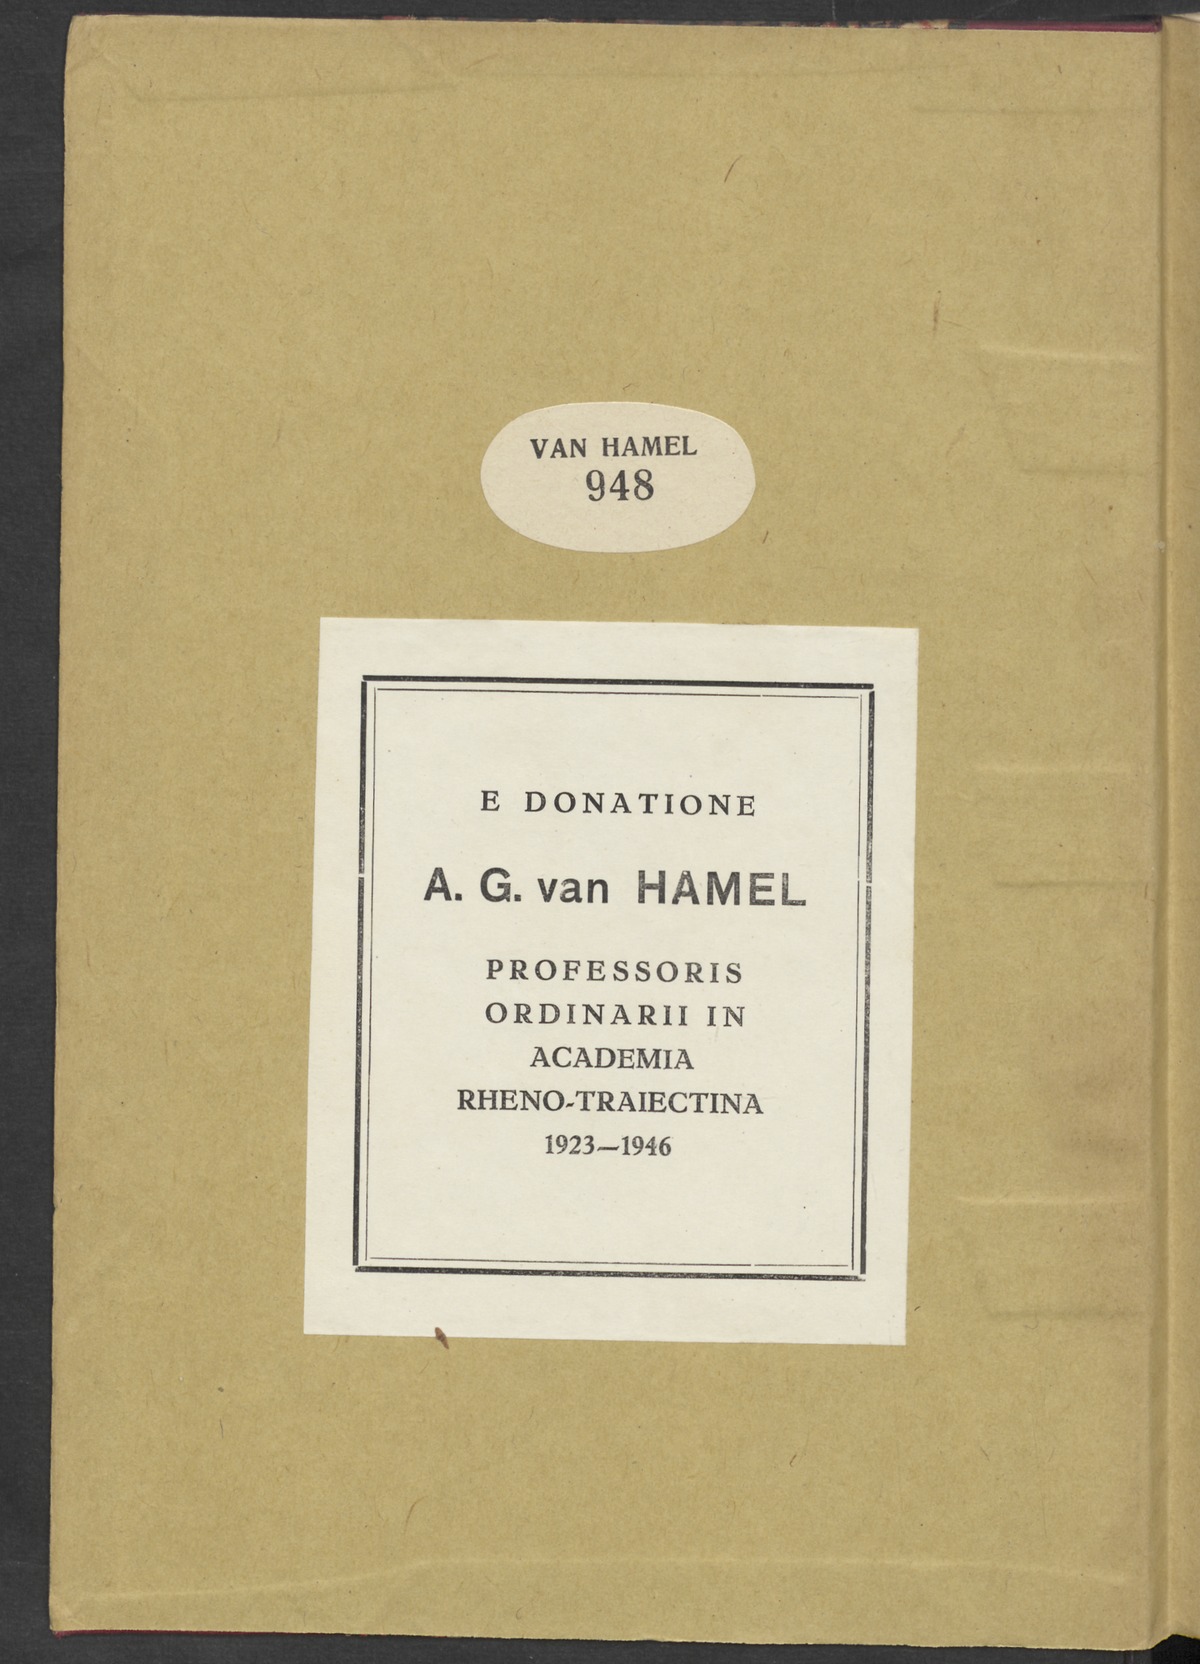 VAN HAMEL
948
E DONATIONE
A. G. van HAMEL
PROFESSORIS
ORDINARII IN
ACADEMIA
RHENO-TRAIECTINA
1923—1946